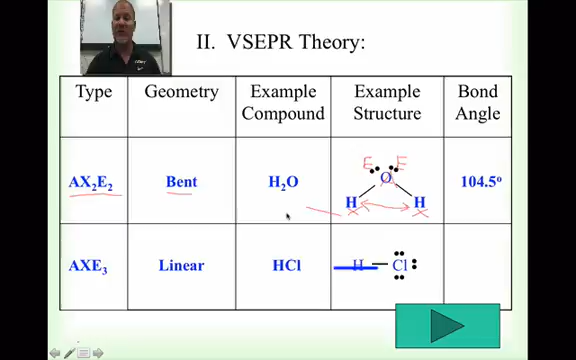 II. VSEPR Theory:
Type Geometry Example Compound Example Structure Bond Angle
AX₂E₂ Bent H₂O E E O H H X X 104.5°
AXE₃ Linear HCl H Cl